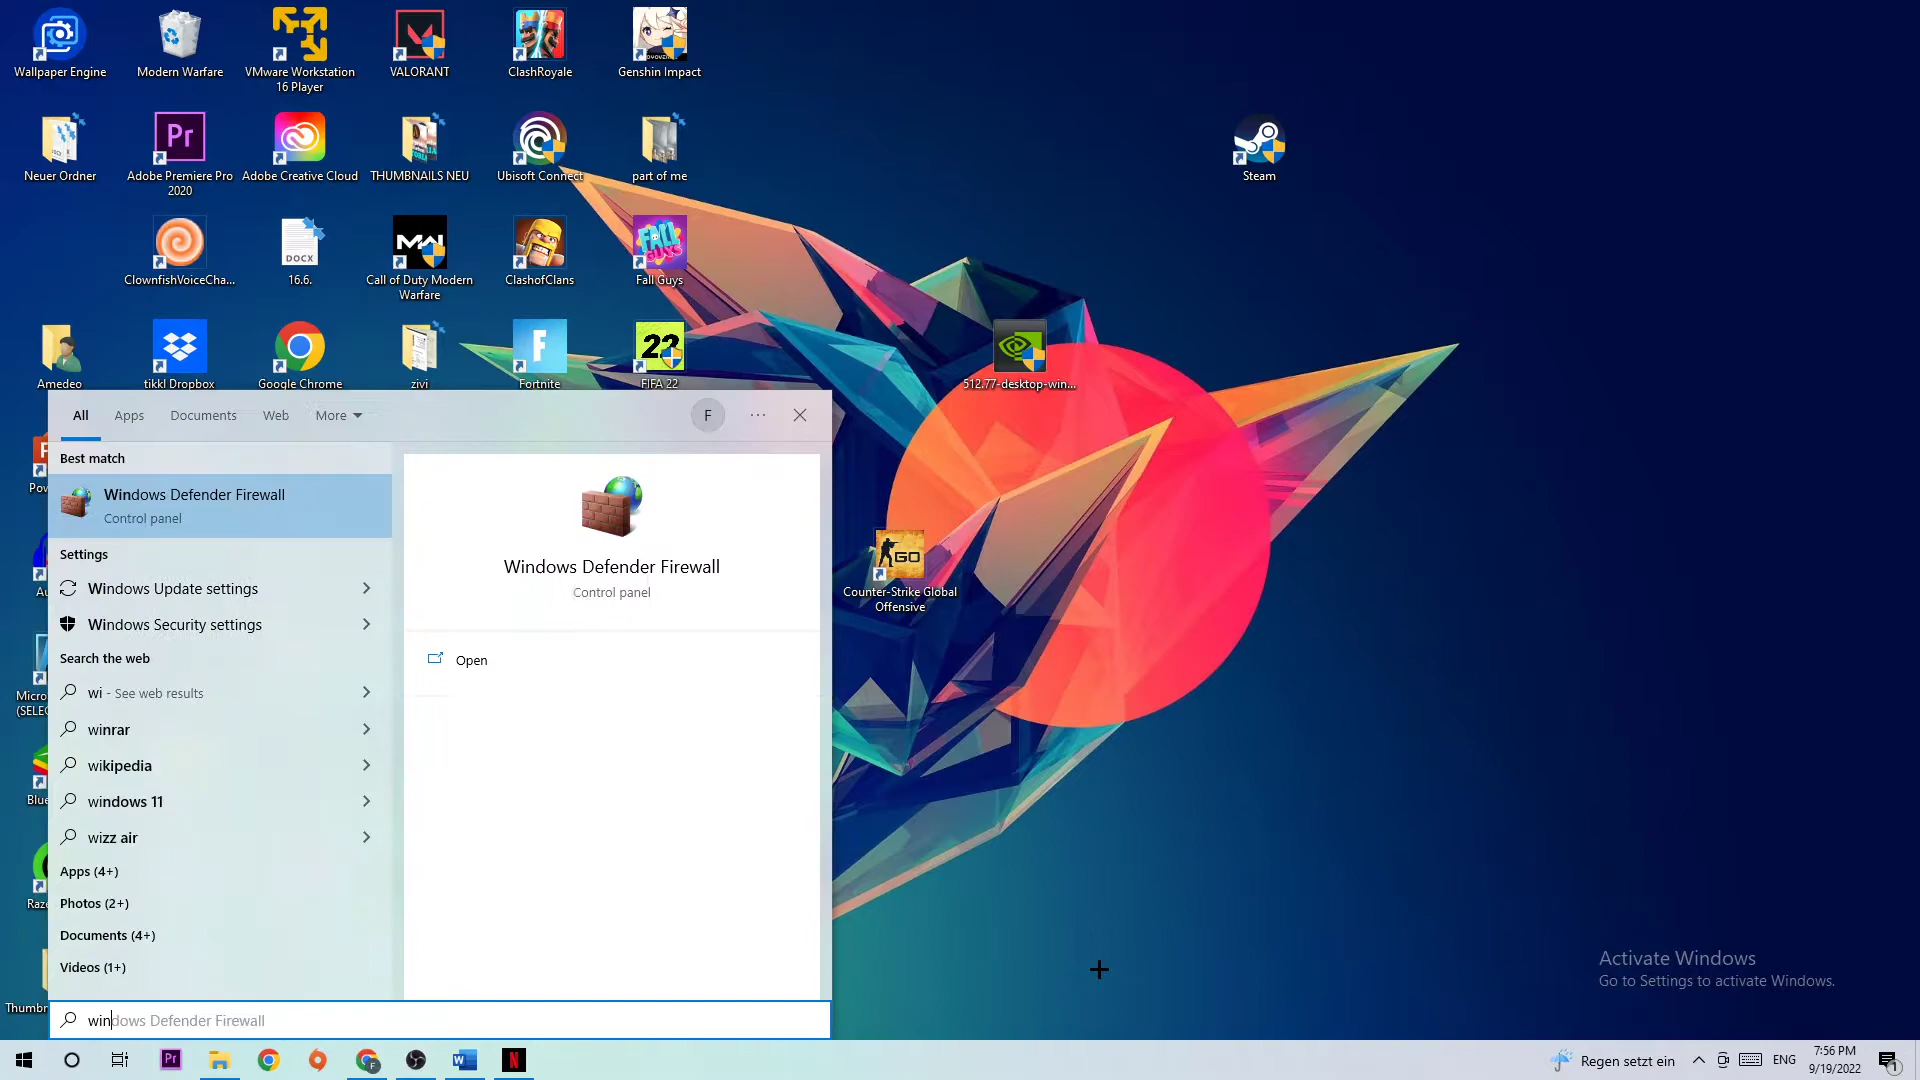 Wallpaper Engine
Modern Warfare
VMware Workstation
16 Player
VALORANT
ClashRoyale
Genshin Impact
Neuer Ordner
Adobe Premiere Pro
2020
Adobe Creative Cloud
THUMBNAILS NEU
Ubisoft Connect
part of me
Steam
ClownfishVoiceCha...
DOCX
16.6.
Call of Duty Modern
Warfare
ClashofClans
FALL GUYS
Fall Guys
Amedeo
tikkl Dropbox
Google Chrome
zivi
Fortnite
22
FIFA 22
512.77-desktop-win...
GO
Counter-Strike Global
Offensive
All
Apps
Documents
Web
More
F
Best match
Windows Defender Firewall
Control panel
Settings
Windows Update settings
Windows Security settings
Search the web
wi - See web results
winrar
wikipedia
windows 11
wizz air
Apps (4+)
Photos (2+)
Documents (4+)
Videos (1+)
Windows Defender Firewall
Control panel
Open
windows Defender Firewall
Activate Windows
Go to Settings to activate Windows.
Pr
Regen setzt ein
ENG
7:56 PM
9/19/2022
1